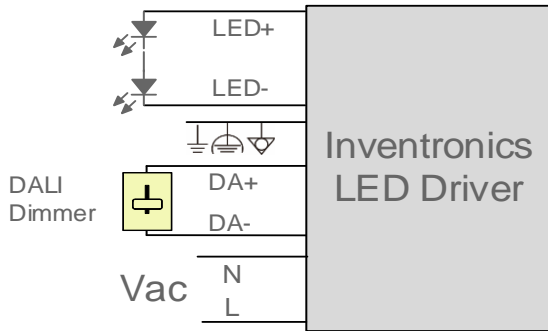 LED+
LED-
Inventronics
LED Driver
DALI
Dimmer
DA+
DA-
Vac
N
L